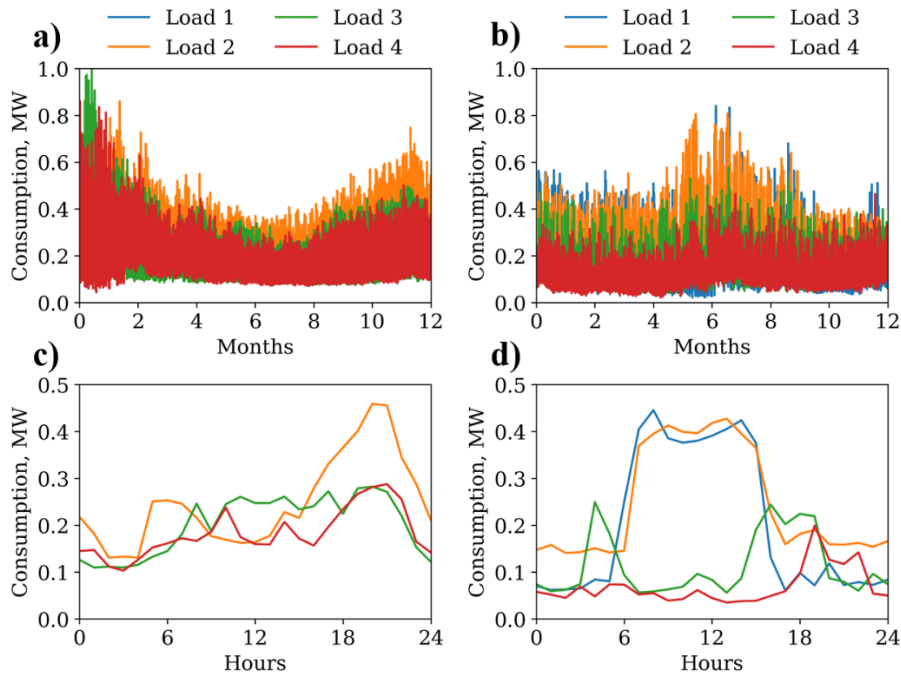 a)
Load 1
Load 3
Load 2
Load 4
Consumption, MW
1.0
0.8
0.6
0.4
0.2
0.0
0 2 4 6 8 10 12
Months
b)
Load 1
Load 3
Load 2
Load 4
Consumption, MW
1.0
0.8
0.6
0.4
0.2
0.0
0 2 4 6 8 10 12
Months
c)
Consumption, MW
0.5
0.4
0.3
0.2
0.1
0.0
0 6 12 18 24
Hours
d)
Consumption, MW
0.5
0.4
0.3
0.2
0.1
0.0
0 6 12 18 24
Hours